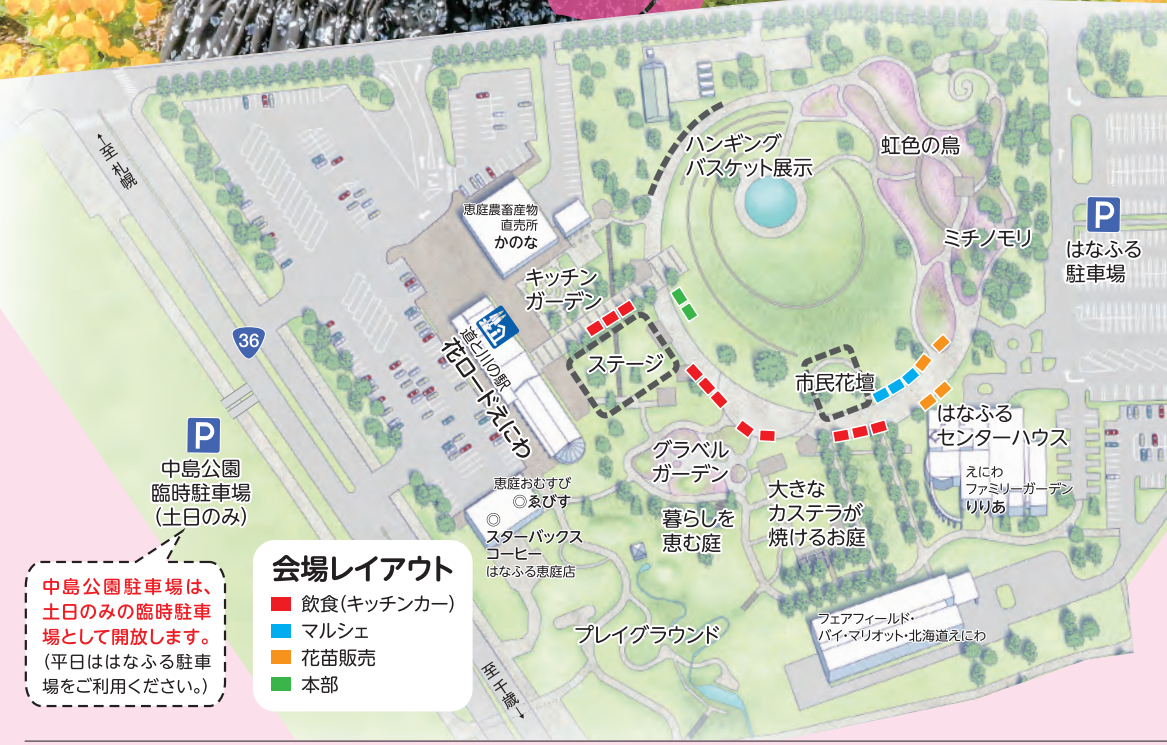 ハンギング
バスケット展示
虹色の鳥
ミチノモリ
P
はなふる
駐車場
←至札幌
恵庭農畜産物
直売所
かのな
キッチン
ガーデン
道と川の駅
花ロードえにわ
ステージ
市民花壇
36
P
中島公園
臨時駐車場
(土日のみ)
はなふる
センターハウス
えにわ
ファミリーガーデン
りりあ
グラベル
ガーデン
大きな
カステラが
焼けるお庭
暮らしを
恵む庭
恵庭おむすび
◎ゑびす
◎
スターバックス
コーヒー
はなふる恵庭店
プレイグラウンド
フェアフィールド・
バイ・マリオット・北海道えにわ
至千歳→
中島公園駐車場は、
土日のみの臨時駐車
場として開放します。
(平日ははなふる駐車
場をご利用ください。)
会場レイアウト
飲食(キッチンカー)
マルシェ
花苗販売
本部